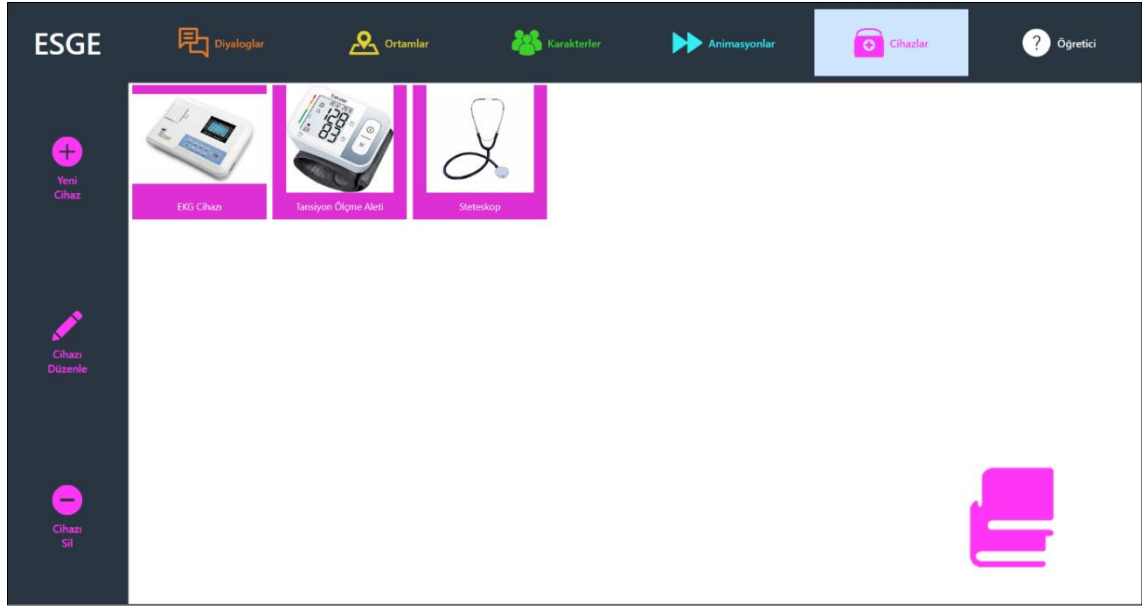 ESGE
Diyaloglar
Ortamlar
Karakterler
Animasyonlar
Cihazlar
?
Öğretici
Yeni
Cihaz
EKG Cihazı
Tansiyon Ölçme Aleti
Steteskop
Cihazı
Düzenle
Cihazı
Sil